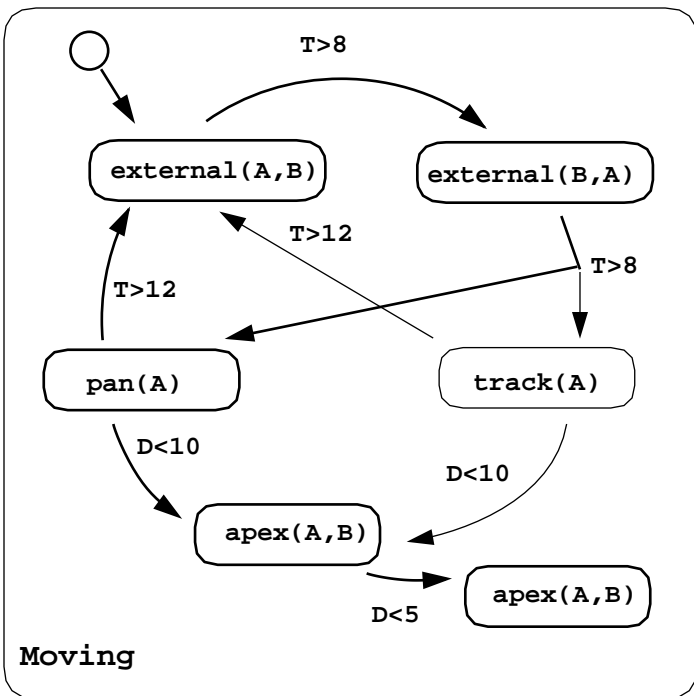 T>8
external(A,B)
external(B,A)
T>12
T>8
T>12
pan(A)
track(A)
D<10
D<10
apex(A,B)
apex(A,B)
D<5
Moving